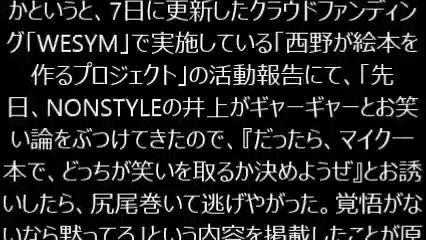 かというと、7日に更新したクラウドファンディン
グ「WESYM」で実施している「西野が絵本を
作るプロジェクト」の活動報告にて、「先
日、NONSTYLEの井上がギャーギャーとお笑
い論をぶつけてきたので、『だったら、マイク一
本で、どっちが笑いを取るか決めようぜ』とお誘
いしたら、尻尾巻いて逃げやがった。覚悟がな
いなら黙ってろ」という内容を掲載したことが原